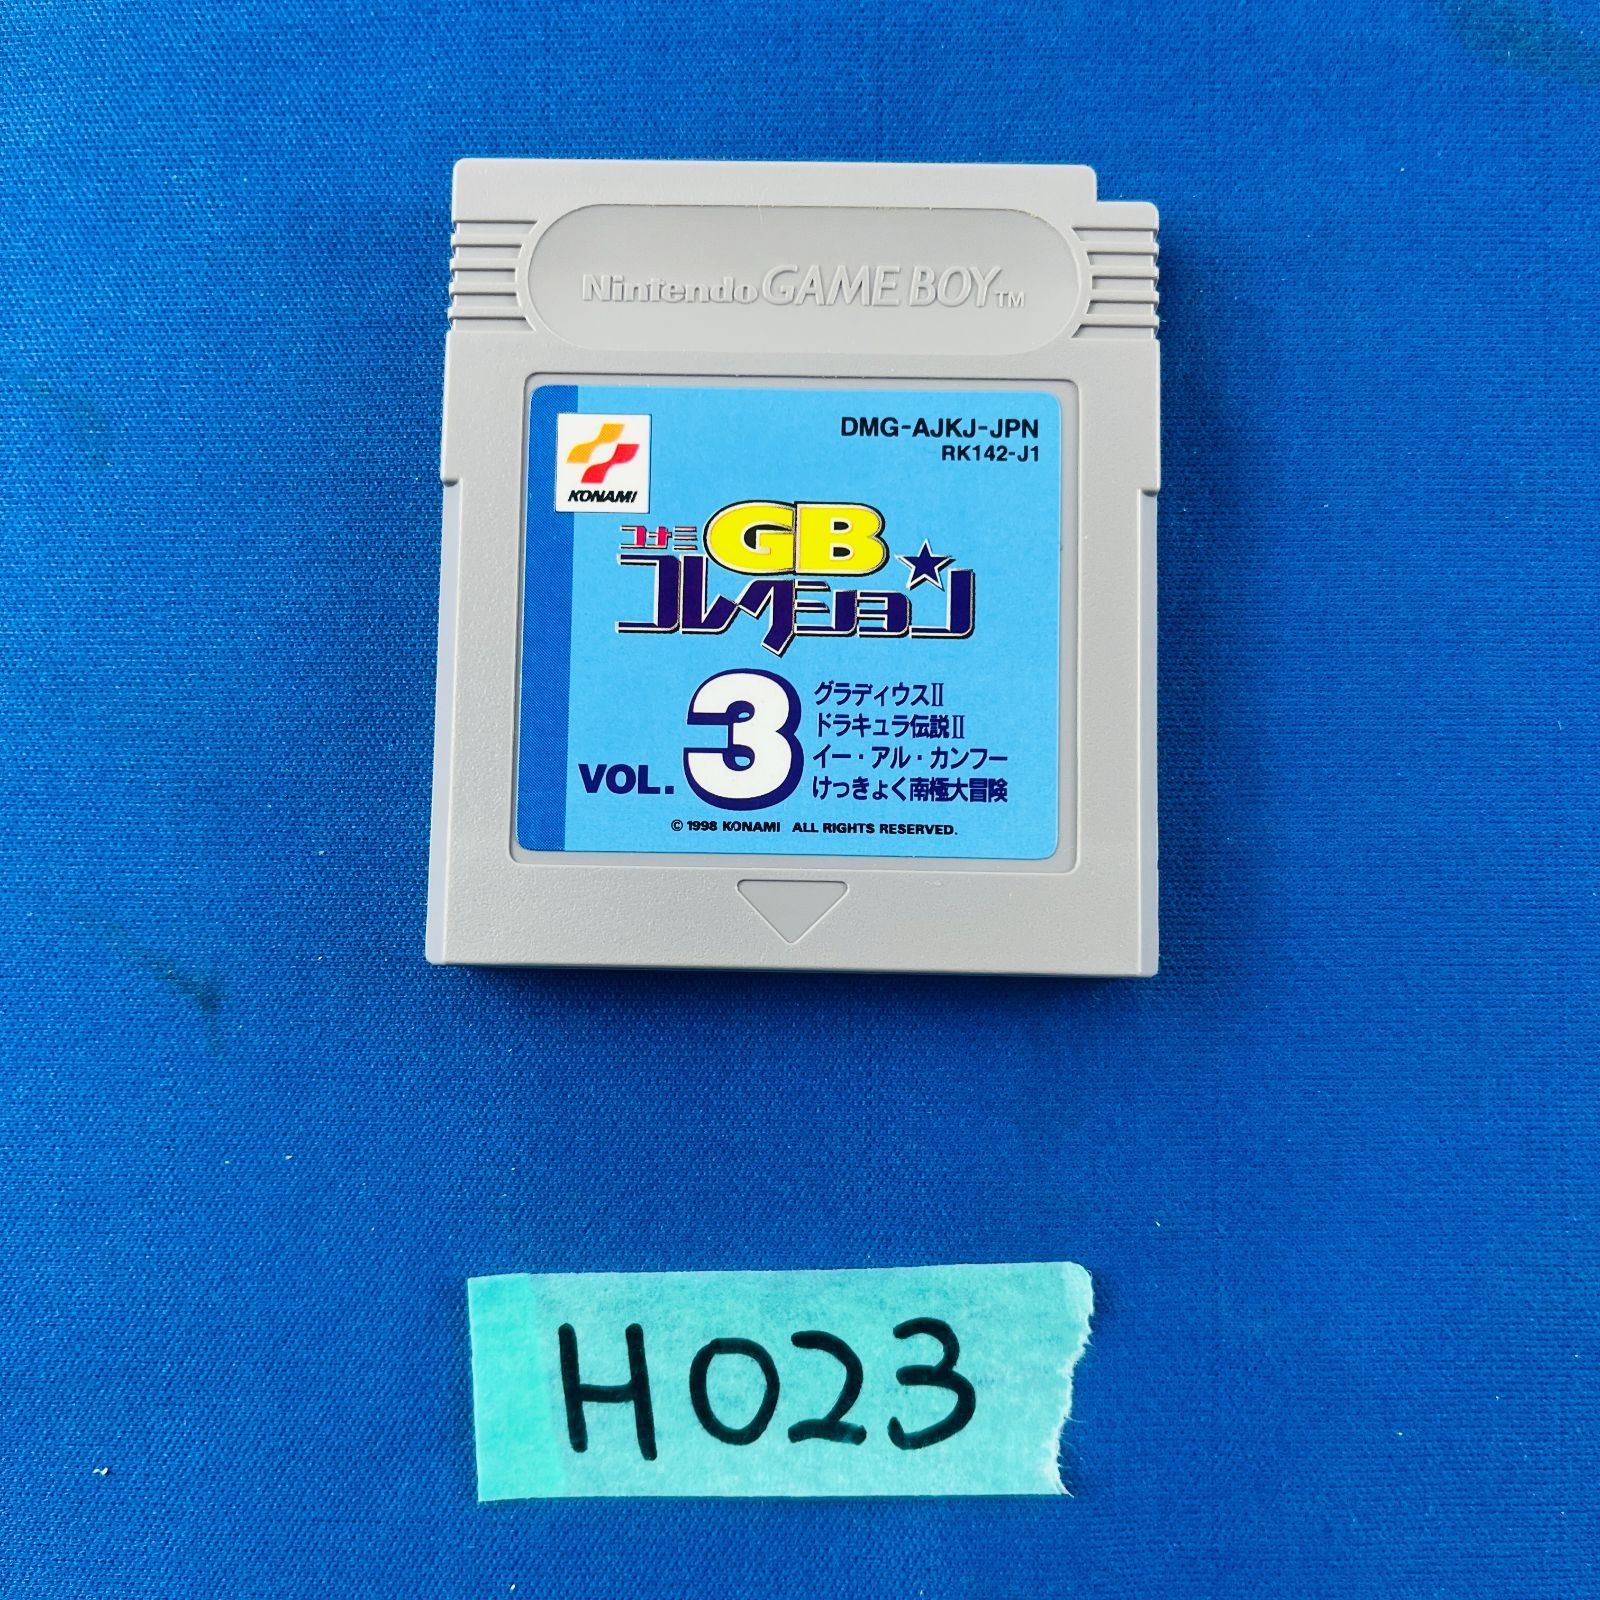 Nintendo GAME BOY TM
DMG-AJKJ-JPN
RK142-J1
KONAMI
コナミ GB
コレクション
VOL. 3
グラディウスⅡ
ドラキュラ伝説Ⅱ
イー・アル・カンフー
けっきょく南極大冒険
© 1998 KONAMI ALL RIGHTS RESERVED.
H023